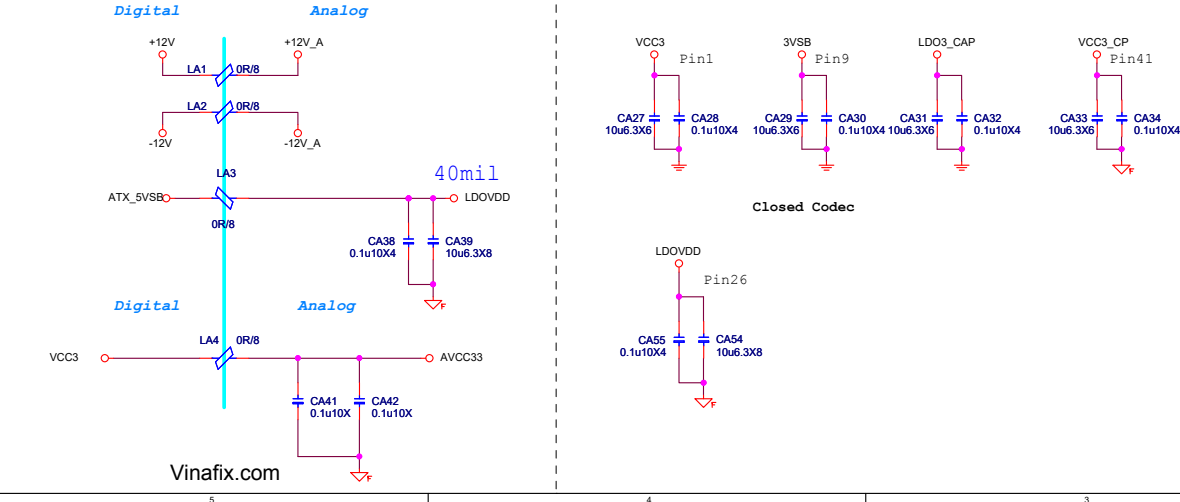 Digital Analog
+12V +12V_A
LA1 0R/8
LA2 0R/8
-12V -12V_A
LA3
40mil
ATX_5VSB LDOVDD
0R/8
CA38
0.1u10X4
CA39
10u6.3X8
F
Digital Analog
LA4 0R/8
VCC3 AVCC33
CA41
0.1u10X
CA42
0.1u10X
F
Vinafix.com
VCC3
Pin1
CA27
10u6.3X6
CA28
0.1u10X4
3VSB
Pin9
CA29
10u6.3X6
CA30
0.1u10X4
LDO3_CAP
CA31
10u6.3X6
CA32
0.1u10X4
VCC3_CP
Pin41
CA33
10u6.3X6
CA34
0.1u10X4
F
Closed Codec
LDOVDD
Pin26
CA55
0.1u10X4
CA54
10u6.3X8
F
5 4 3